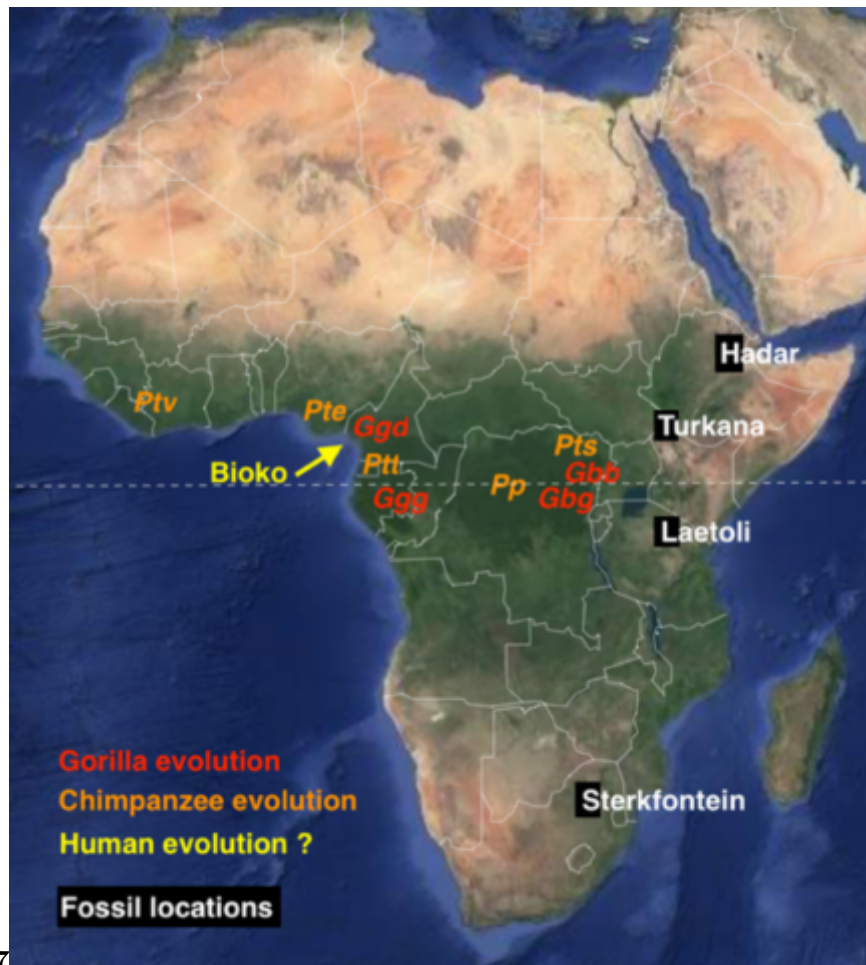 Hadar
Ptv
Pte
Ggd
Turkana
Bioko
Ptt
Pts
Gbb
Pp
Ggg
Gbg
Laetoli
Gorilla evolution
Chimpanzee evolution
Sterkfontein
Human evolution ?
Fossil locations
7